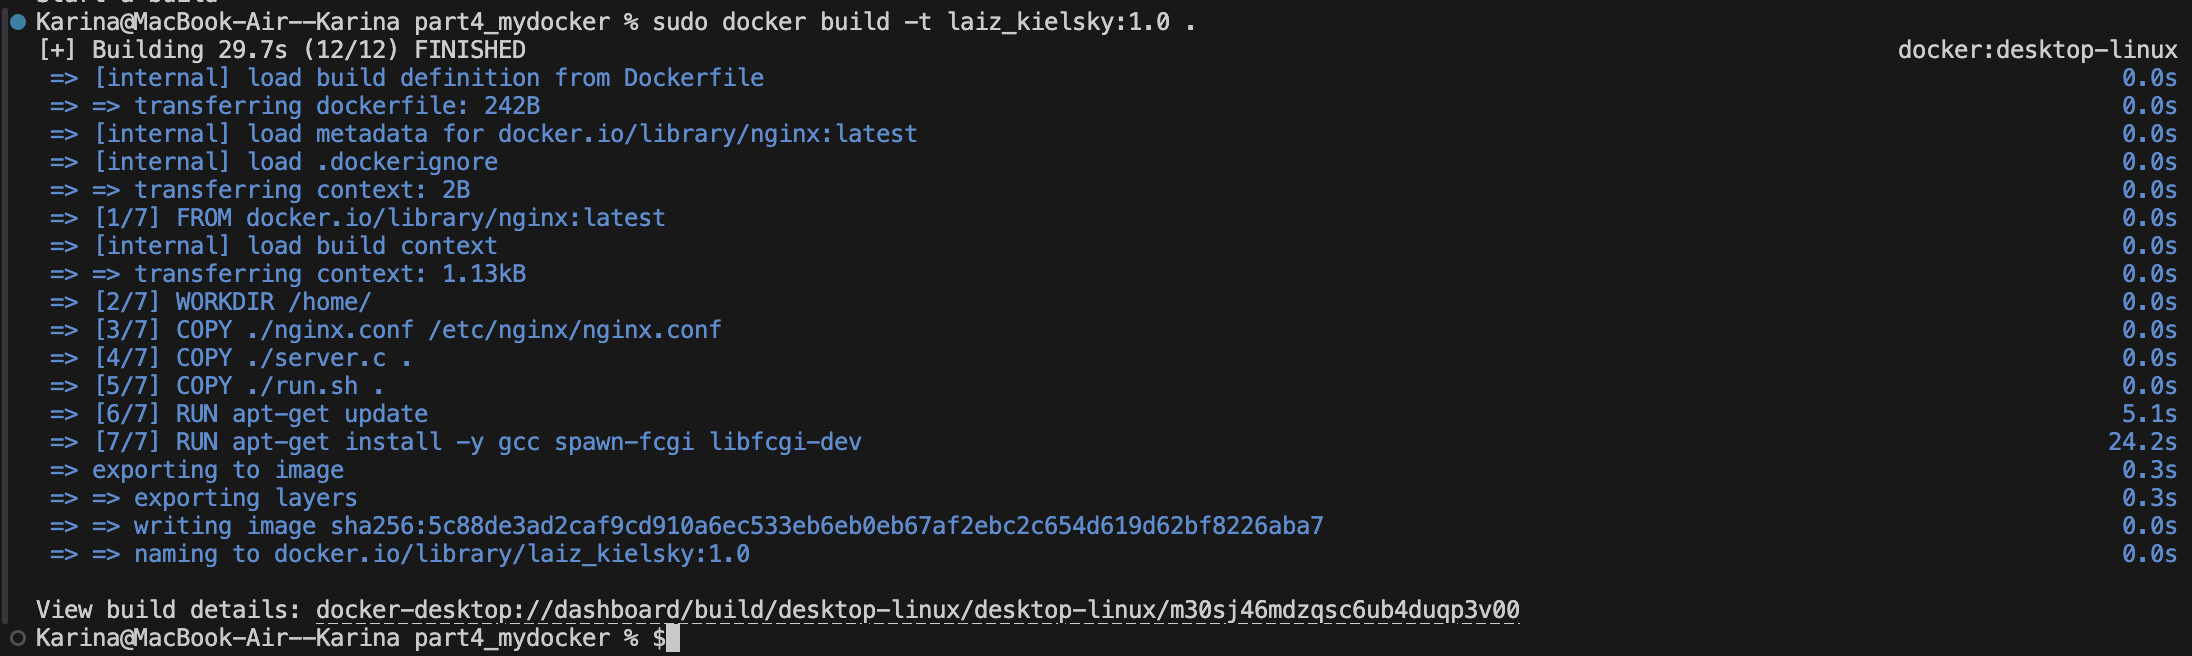 Karina@MacBook-Air--Karina part4_mydocker % sudo docker build -t laiz_kielsky:1.0 .
[+] Building 29.7s (12/12) FINISHED docker:desktop-linux
=> [internal] load build definition from Dockerfile 0.0s
=> => transferring dockerfile: 242B 0.0s
=> [internal] load metadata for docker.io/library/nginx:latest 0.0s
=> [internal] load .dockerignore 0.0s
=> => transferring context: 2B 0.0s
=> [1/7] FROM docker.io/library/nginx:latest 0.0s
=> [internal] load build context 0.0s
=> => transferring context: 1.13kB 0.0s
=> [2/7] WORKDIR /home/ 0.0s
=> [3/7] COPY ./nginx.conf /etc/nginx/nginx.conf 0.0s
=> [4/7] COPY ./server.c . 0.0s
=> [5/7] COPY ./run.sh . 0.0s
=> [6/7] RUN apt-get update 5.1s
=> [7/7] RUN apt-get install -y gcc spawn-fcgi libfcgi-dev 24.2s
=> exporting to image 0.3s
=> => exporting layers 0.3s
=> => writing image sha256:5c88de3ad2caf9cd910a6ec533eb6eb0eb67af2ebc2c654d619d62bf8226aba7 0.0s
=> => naming to docker.io/library/laiz_kielsky:1.0 0.0s
View build details: docker-desktop://dashboard/build/desktop-linux/desktop-linux/m30sj46mdzqsc6ub4duqp3v00
Karina@MacBook-Air--Karina part4_mydocker % $